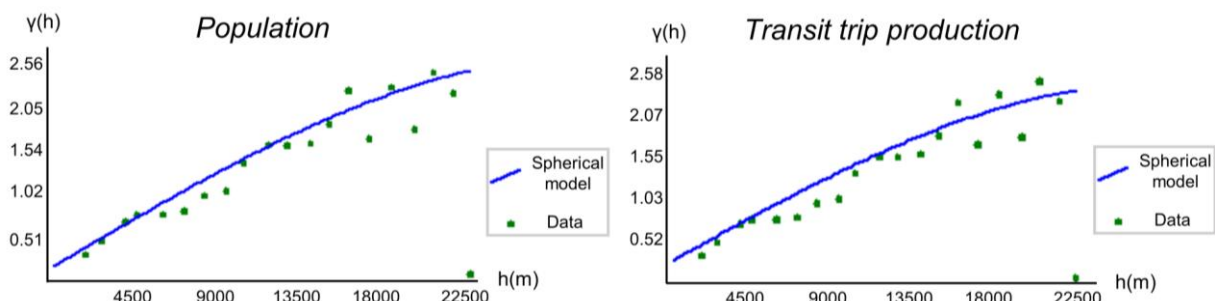 Population
γ(h)
2.56
2.05
1.54
1.02
0.51
4500 9000 13500 18000 22500
h(m)
Spherical
model
Data
Transit trip production
γ(h)
2.58
2.07
1.55
1.03
0.52
4500 9000 13500 18000 22500
h(m)
Spherical
model
Data